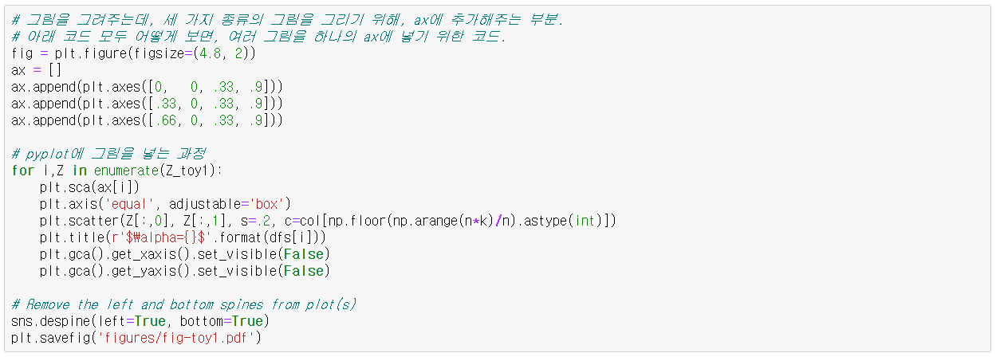 # 그림을 그려주는데, 세 가지 종류의 그림을 그리기 위해, ax에 추가해주는 부분.
# 아래 코드 모두 어떻게 보면, 여러 그림을 하나의 ax에 넣기 위한 코드.
fig = plt.figure(figsize=(4.8, 2))
ax = []
ax.append(plt.axes([0,   0, .33, .9]))
ax.append(plt.axes([.33, 0, .33, .9]))
ax.append(plt.axes([.66, 0, .33, .9]))
# pyplot에 그림을 넣는 과정
for i,Z in enumerate(Z_toy1):
    plt.sca(ax[i])
    plt.axis('equal', adjustable='box')
    plt.scatter(Z[:,0], Z[:,1], s=.2, c=col[np.floor(np.arange(n*k)/n).astype(int)])
    plt.title(r'$₩alpha={}$'.format(dfs[i]))
    plt.gca().get_xaxis().set_visible(False)
    plt.gca().get_yaxis().set_visible(False)
# Remove the left and bottom spines from plot(s)
sns.despine(left=True, bottom=True)
plt.savefig('figures/fig-toy1.pdf')